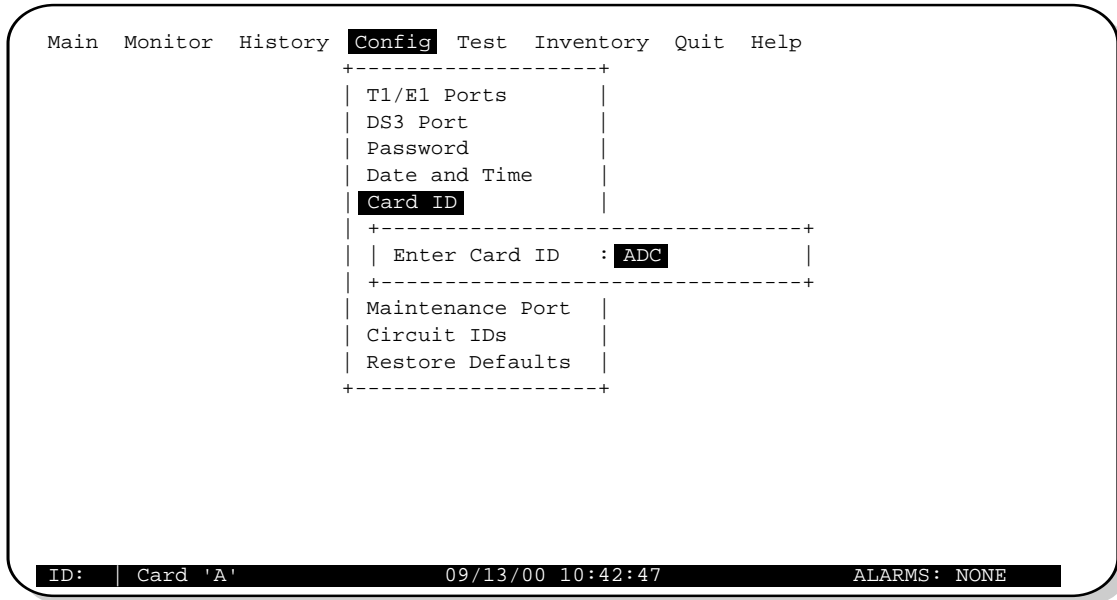 Main Monitor History Config Test Inventory Quit Help
T1/E1 Ports
DS3 Port
Password
Date and Time
Card ID
Enter Card ID : ADC
Maintenance Port
Circuit IDs
Restore Defaults
ID: | Card 'A' 09/13/00 10:42:47 ALARMS: NONE